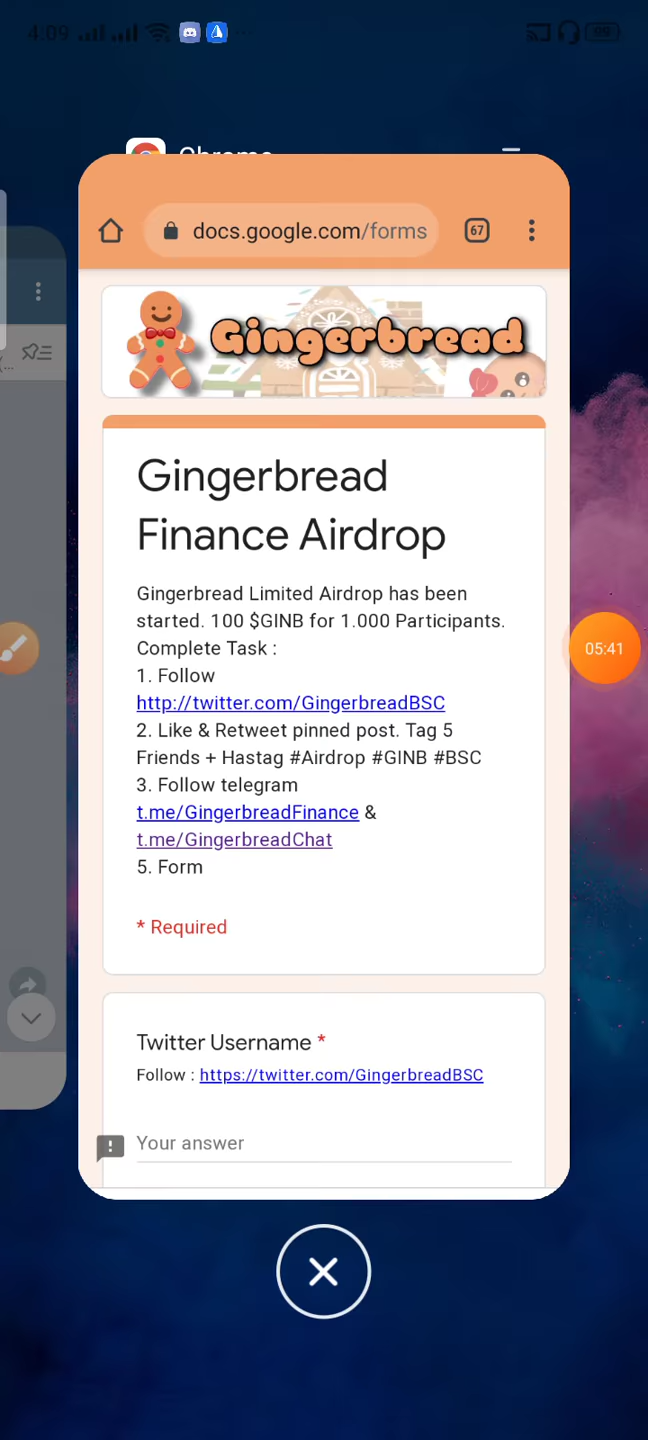 4:09
Chrome
docs.google.com/forms
67
Gingerbread
Gingerbread
Finance Airdrop
Gingerbread Limited Airdrop has been
started. 100 $GINB for 1.000 Participants.
Complete Task :
1. Follow
http://twitter.com/GingerbreadBSC
2. Like & Retweet pinned post. Tag 5
Friends + Hastag #Airdrop #GINB #BSC
3. Follow telegram
t.me/GingerbreadFinance &
t.me/GingerbreadChat
5. Form
* Required
05:41
Twitter Username *
Follow : https://twitter.com/GingerbreadBSC
Your answer